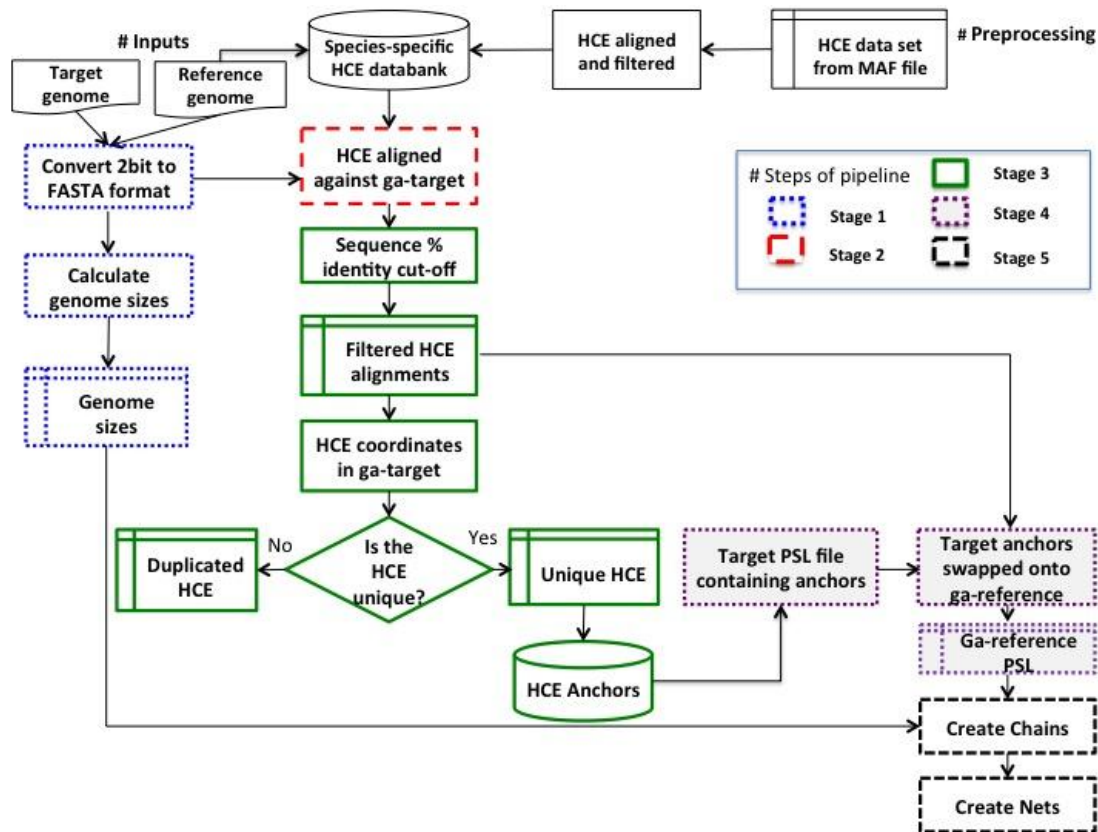 # Inputs
Target
genome
Reference
genome
Species-specific
HCE databank
HCE aligned
and filtered
HCE data set
from MAF file
# Preprocessing
Convert 2bit to
FASTA format
HCE aligned
against ga-target
# Steps of pipeline
Stage 1
Stage 2
Stage 3
Stage 4
Stage 5
Calculate
genome sizes
Sequence %
identity cut-off
Genome
sizes
Filtered HCE
alignments
HCE coordinates
in ga-target
Is the
HCE
unique?
No
Yes
Duplicated
HCE
Unique HCE
HCE Anchors
Target PSL file
containing anchors
Target anchors
swapped onto
ga-reference
Ga-reference
PSL
Create Chains
Create Nets